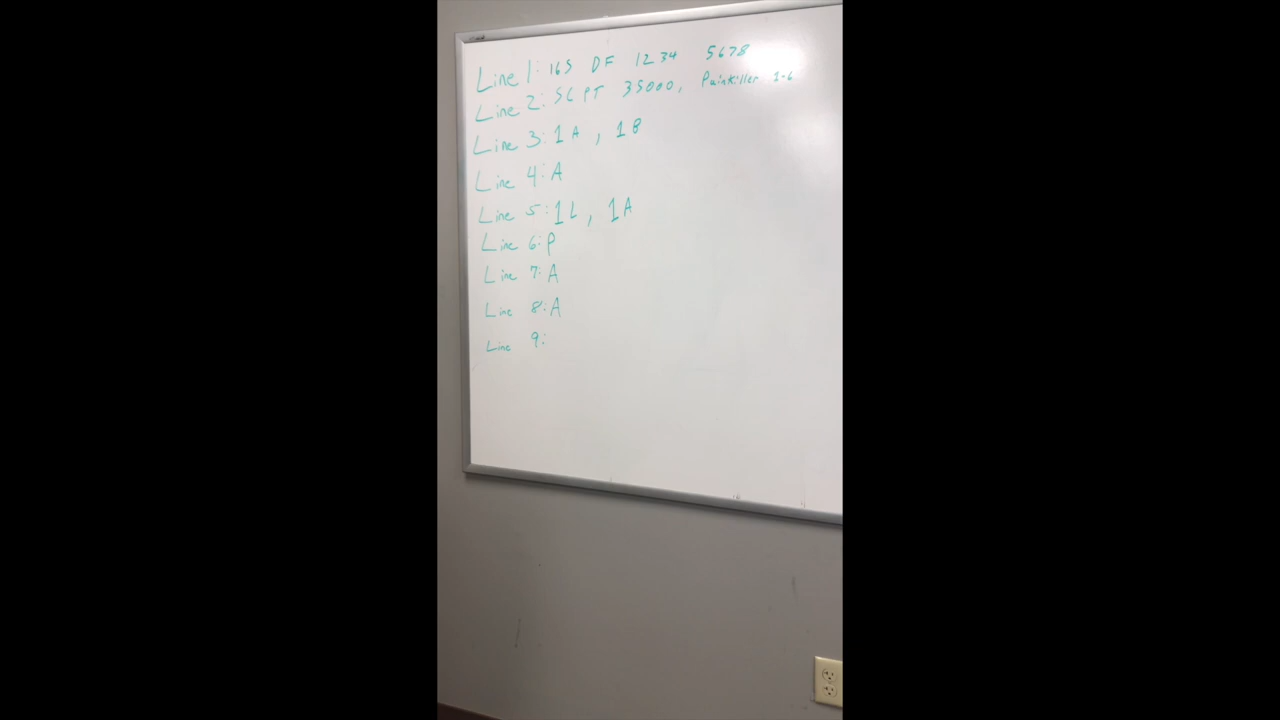 Line 1: 16S DF 1234 5678
Line 2: SC PT 35000, Painkiller 1-6
Line 3: 1A, 1B
Line 4: A
Line 5: 1L, 1A
Line 6: P
Line 7: A
Line 8: A
Line 9: